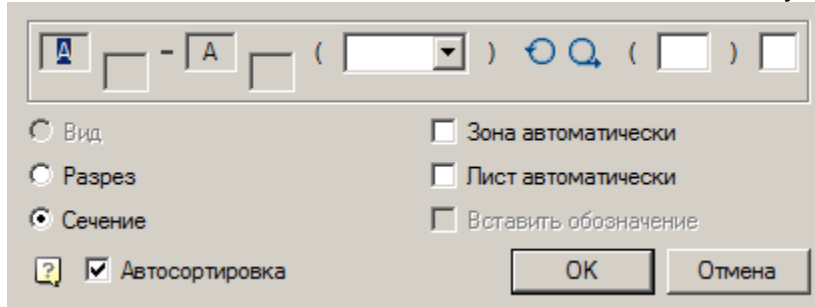 А - А ( ) ( )
Вид
Зона автоматически
Разрез
Лист автоматически
Сечение
Вставить обозначение
? Автосортировка
OK
Отмена